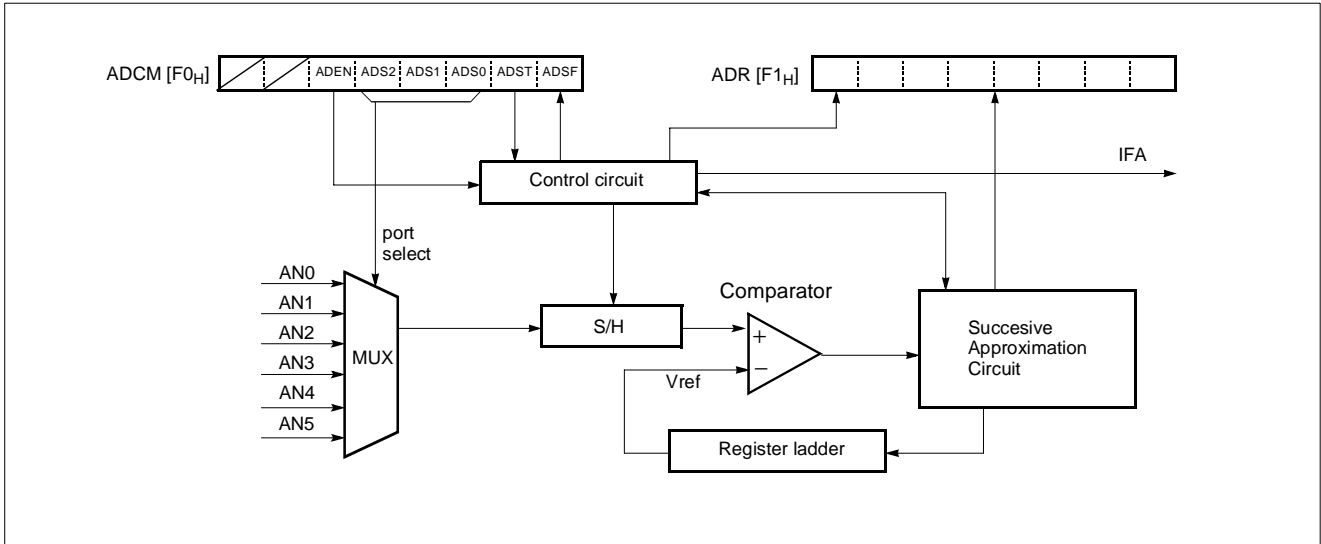 ADCM [F0H]
ADEN ADS2 ADS1 ADS0 ADST ADSF
ADR [F1H]
IFA
Control circuit
port
select
AN0
AN1
AN2
AN3
AN4
AN5
MUX
S/H
Comparator
+
−
Vref
Succesive
Approximation
Circuit
Register ladder